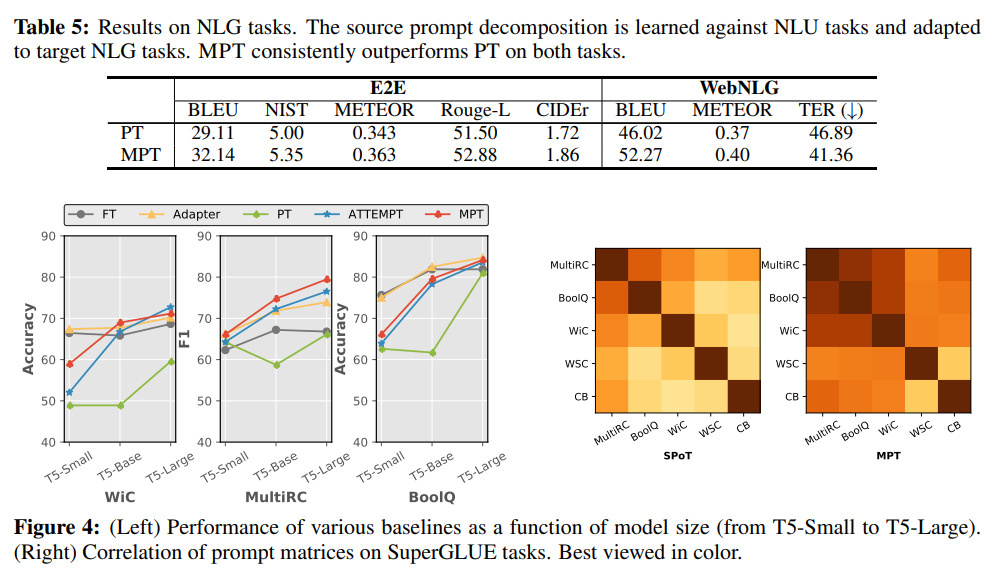 Table 5: Results on NLG tasks. The source prompt decomposition is learned against NLU tasks and adapted
to target NLG tasks. MPT consistently outperforms PT on both tasks.
E2E WebNLG
BLEU NIST METEOR Rouge-L CIDEr BLEU METEOR TER (↓)
PT 29.11 5.00 0.343 51.50 1.72 46.02 0.37 46.89
MPT 32.14 5.35 0.363 52.88 1.86 52.27 0.40 41.36
FT Adapter PT ATTEMPT MPT
90
80
70
60
50
40
Accuracy
T5-Small T5-Base T5-Large
WiC
90
80
70
60
50
40
F1
T5-Small T5-Base T5-Large
MultiRC
90
80
70
60
50
40
Accuracy
T5-Small T5-Base T5-Large
BoolQ
MultiRC
BoolQ
WiC
WSC
CB
MultiRC BoolQ WiC WSC CB
SPoT
MultiRC
BoolQ
WiC
WSC
CB
MultiRC BoolQ WiC WSC CB
MPT
Figure 4: (Left) Performance of various baselines as a function of model size (from T5-Small to T5-Large).
(Right) Correlation of prompt matrices on SuperGLUE tasks. Best viewed in color.